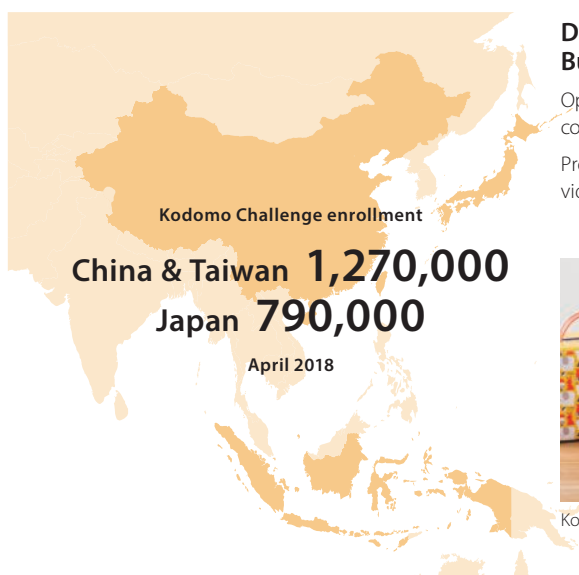 Kodomo Challenge enrollment
China & Taiwan 1,270,000
Japan 790,000
April 2018